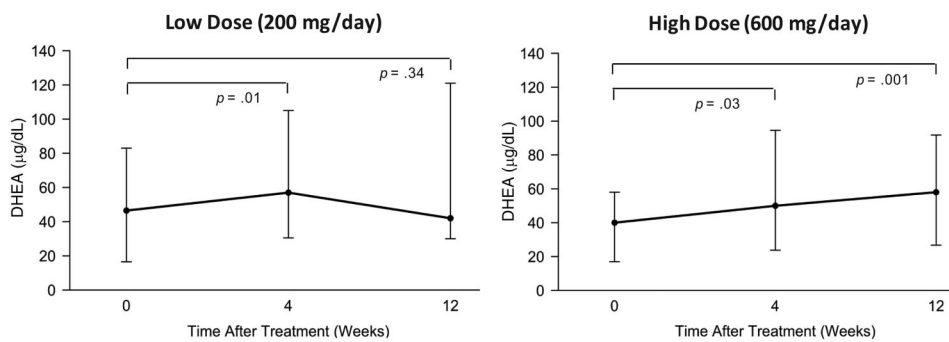 Low Dose (200 mg/day)
140
120
100
80
60
40
20
0
DHEA (µg/dL)
p = .34
p = .01
0 4 12
Time After Treatment (Weeks)
High Dose (600 mg/day)
140
120
100
80
60
40
20
0
DHEA (µg/dL)
p = .001
p = .03
0 4 12
Time After Treatment (Weeks)